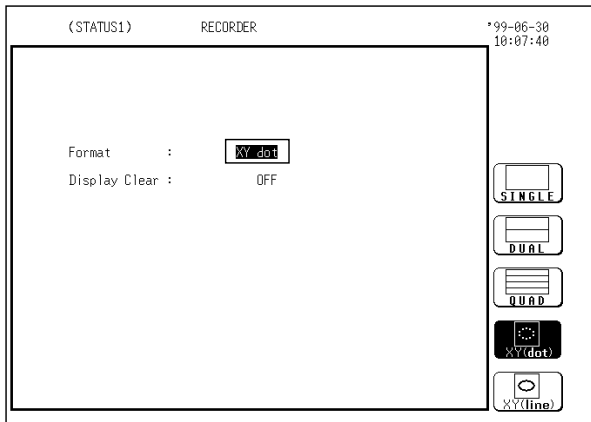 (STATUS1) RECORDER '99-06-30
10:07:40
Format : XY dot
Display Clear : OFF
SINGLE
DUAL
QUAD
XY(dot)
XY(line)